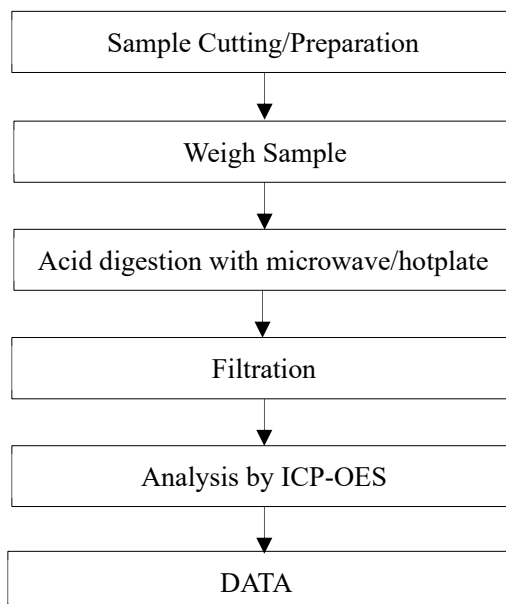 Sample Cutting/Preparation
Weigh Sample
Acid digestion with microwave/hotplate
Filtration
Analysis by ICP-OES
DATA